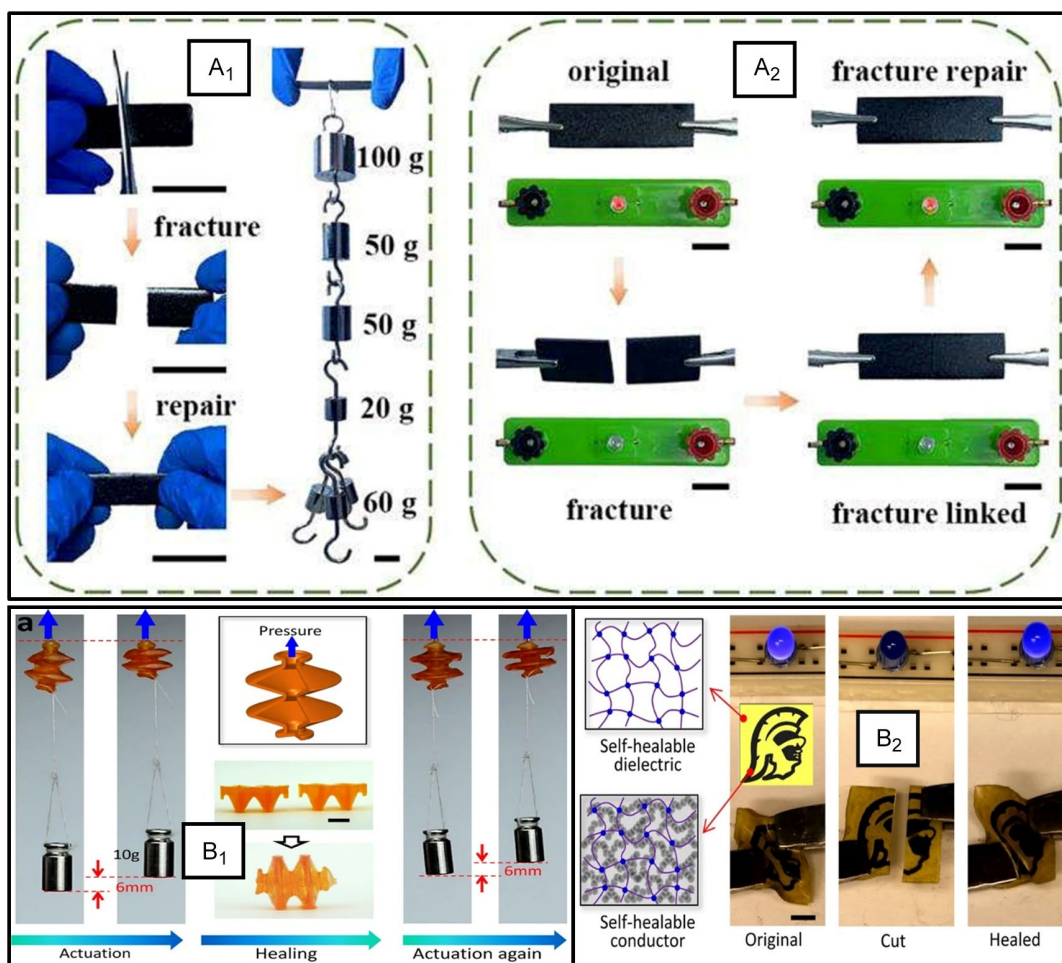 A₁
fracture
repair
100 g
50 g
50 g
20 g
60 g
A₂
original
fracture repair
fracture
fracture linked
a
Pressure
10g
6mm
B₁
6mm
Actuation
Healing
Actuation again
Self-healable
dielectric
Self-healable
conductor
B₂
Original
Cut
Healed